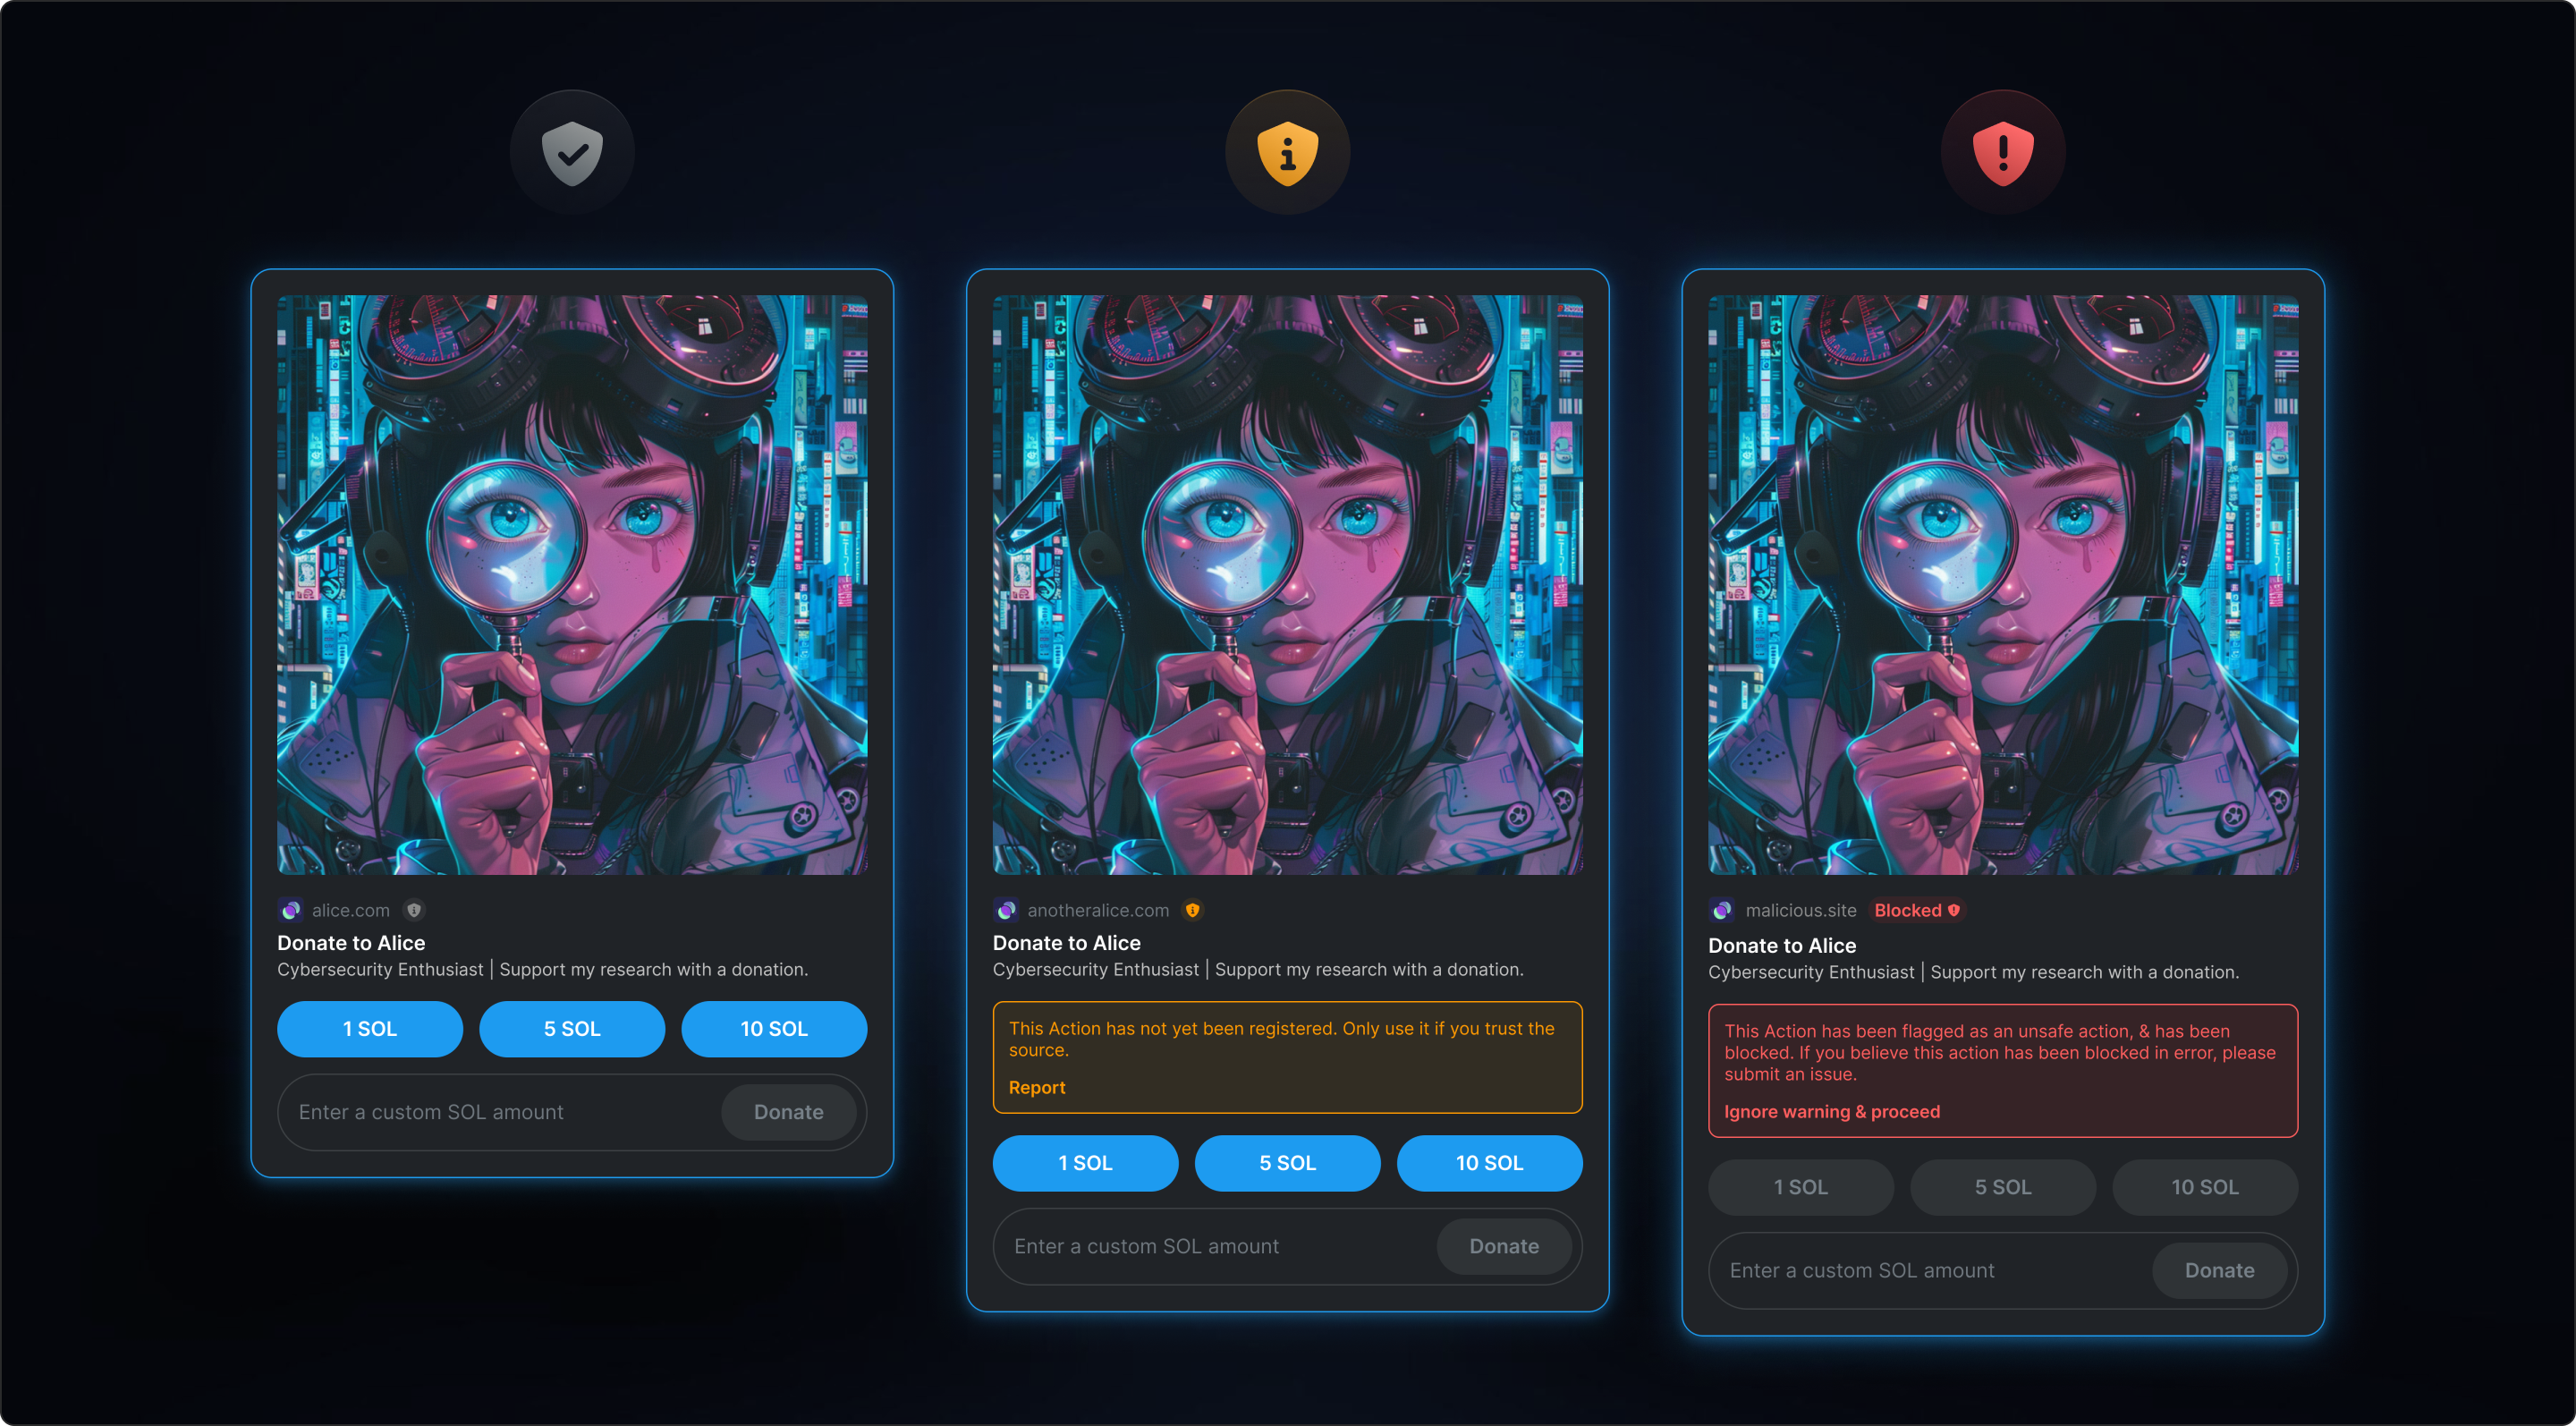 alice.com
Donate to Alice
Cybersecurity Enthusiast | Support my research with a donation.
1 SOL
5 SOL
10 SOL
Enter a custom SOL amount
Donate
anotheralice.com
Donate to Alice
Cybersecurity Enthusiast | Support my research with a donation.
This Action has not yet been registered. Only use it if you trust the
source.
Report
1 SOL
5 SOL
10 SOL
Enter a custom SOL amount
Donate
malicious.site
Blocked
Donate to Alice
Cybersecurity Enthusiast | Support my research with a donation.
This Action has been flagged as an unsafe action, & has been
blocked. If you believe this action has been blocked in error, please
submit an issue.
Ignore warning & proceed
1 SOL
5 SOL
10 SOL
Enter a custom SOL amount
Donate